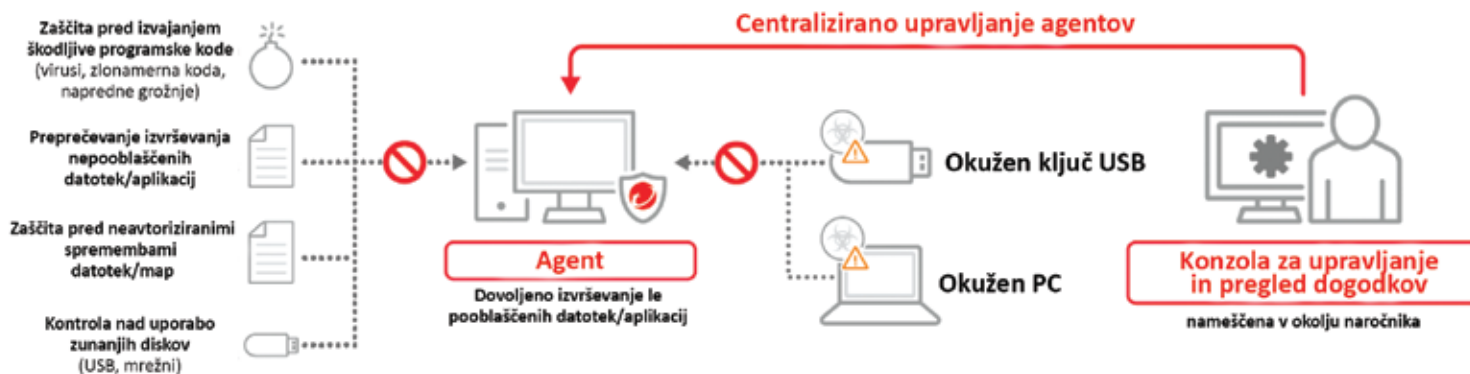 Zaščita pred izvajanjem
škodljive programske kode
(virusi, zlonamerna koda,
napredne grožnje)
Preprečevanje izvrševanja
nepooblaščenih
datotek/aplikacij
Zaščita pred neavtoriziranimi
spremembami
datotek/map
Kontrola nad uporabo
zunanjih diskov
(USB, mrežni)
Centralizirano upravljanje agentov
Agent
Dovoljeno izvrševanje le
pooblaščenih datotek/aplikacij
Okužen ključ USB
Okužen PC
Konzola za upravljanje
in pregled dogodkov
nameščena v okolju naročnika